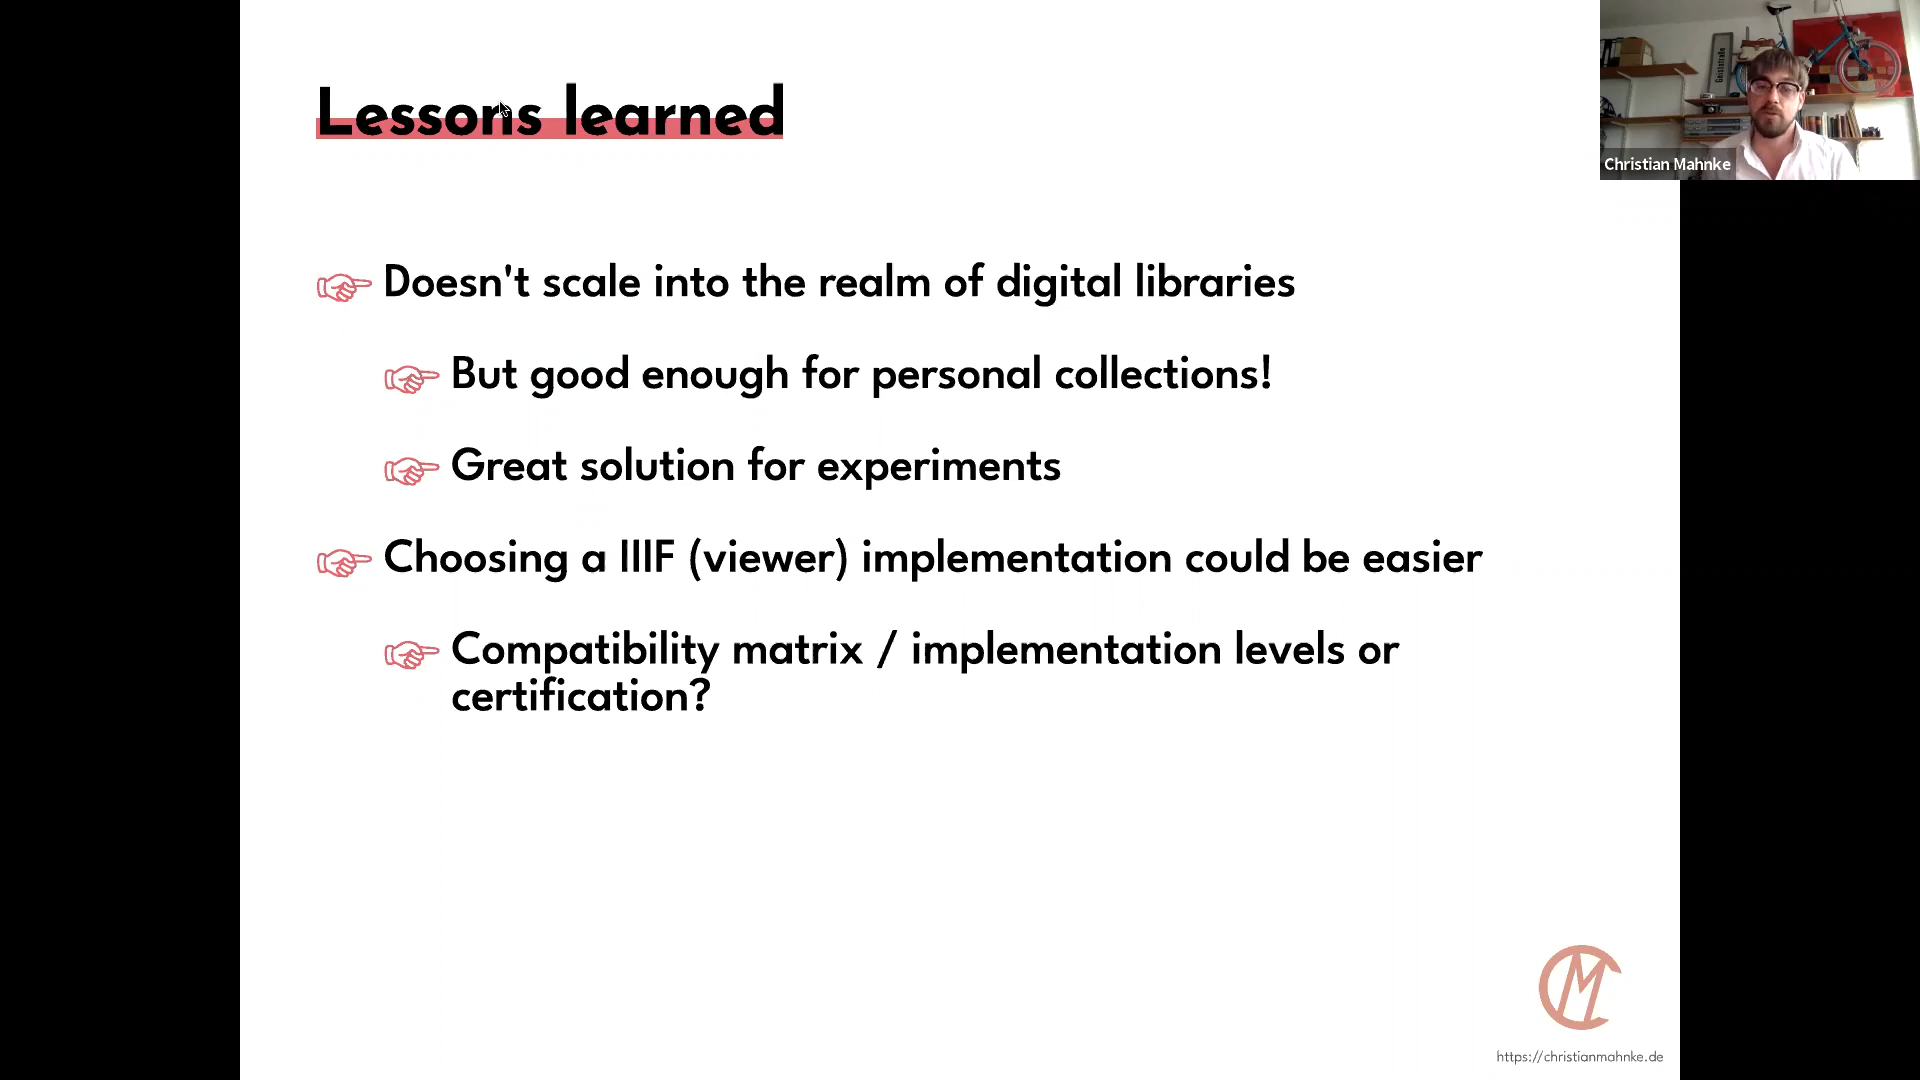 Lessons learned
Christian Mahnke
Doesn't scale into the realm of digital libraries
But good enough for personal collections!
Great solution for experiments
Choosing a IIIF (viewer) implementation could be easier
Compatibility matrix / implementation levels or
certification?
https://christianmahnke.de